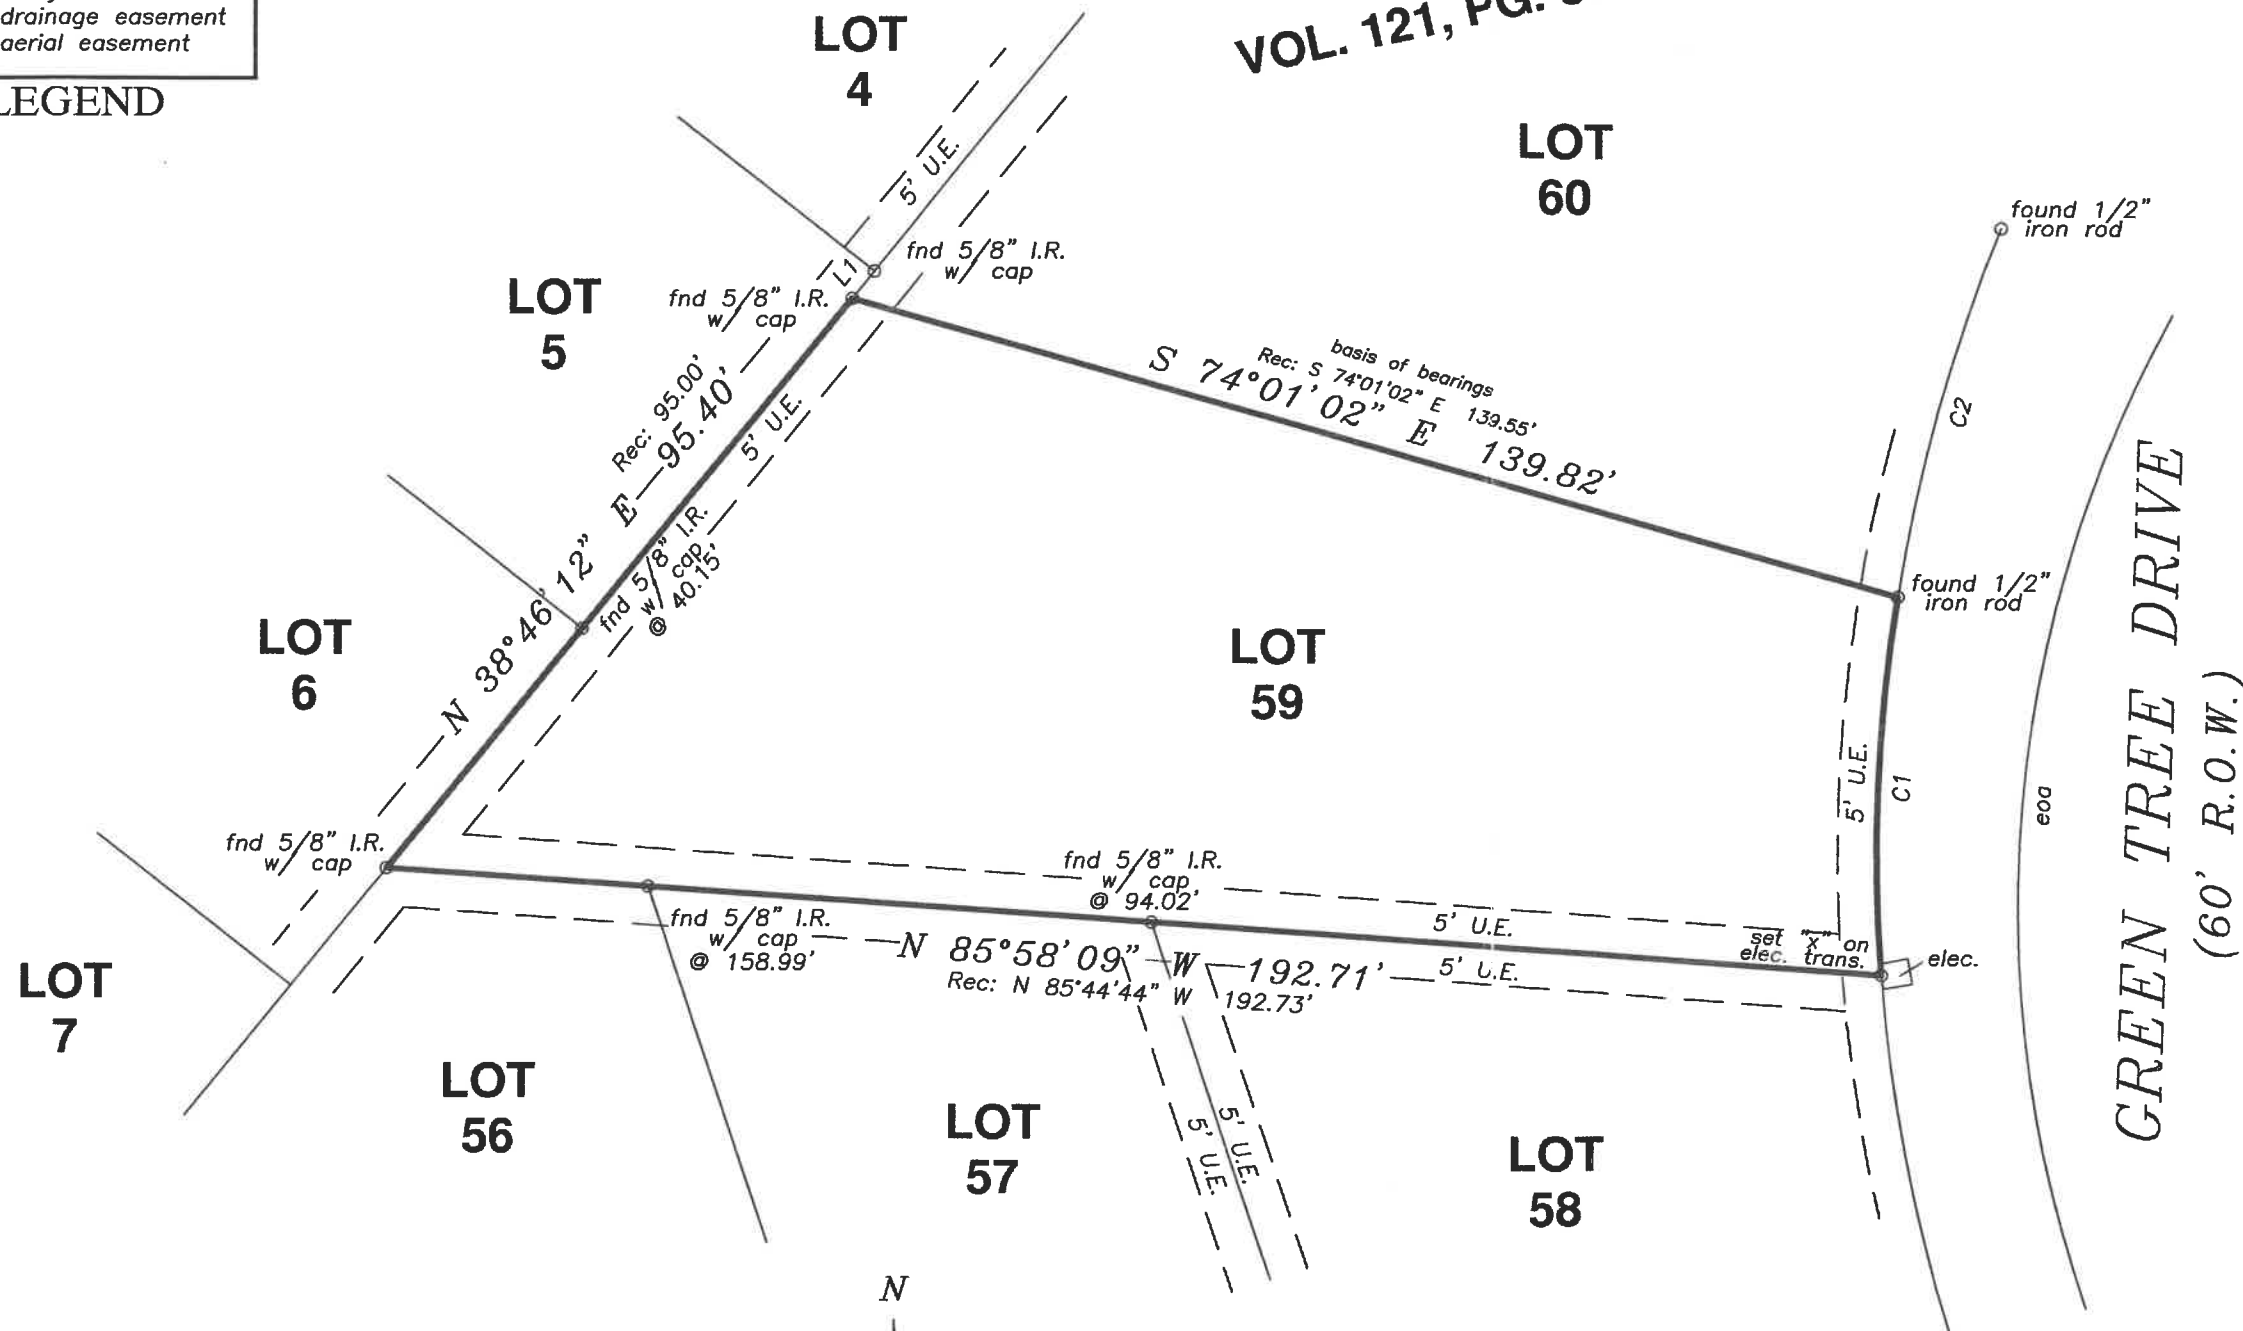 drainage easement
aerial easement
LEGEND
VOL. 121, PG.
LOT
4
5' U.E.
LOT
60
found 1/2"
iron rod
fnd 5/8" I.R.
w/ cap
L1
fnd 5/8" I.R.
w/ cap
LOT
5
Rec: 95.00'
N 38°46' 12" E 95.40'
5' U.E.
basis of bearings
Rec: S 74°01'02" E 139.55'
S 74°01' 02" E 139.82'
C2
fnd 5/8" I.R.
w/ cap
@ 40.15'
found 1/2"
iron rod
LOT
6
LOT
59
GREEN TREE DRIVE
(60' R.O.W.)
5' U.E.
C1
eoa
fnd 5/8" I.R.
w/ cap
fnd 5/8" I.R.
w/ cap
@ 94.02'
fnd 5/8" I.R.
w/ cap
@ 158.99'
5' U.E.
set "x" on
elec. trans.
elec.
N 85°58' 09" W 192.71'
Rec: N 85°44'44" W 192.73'
5' U.E.
LOT
7
LOT
56
LOT
57
5' U.E.
5' U.E.
LOT
58
N